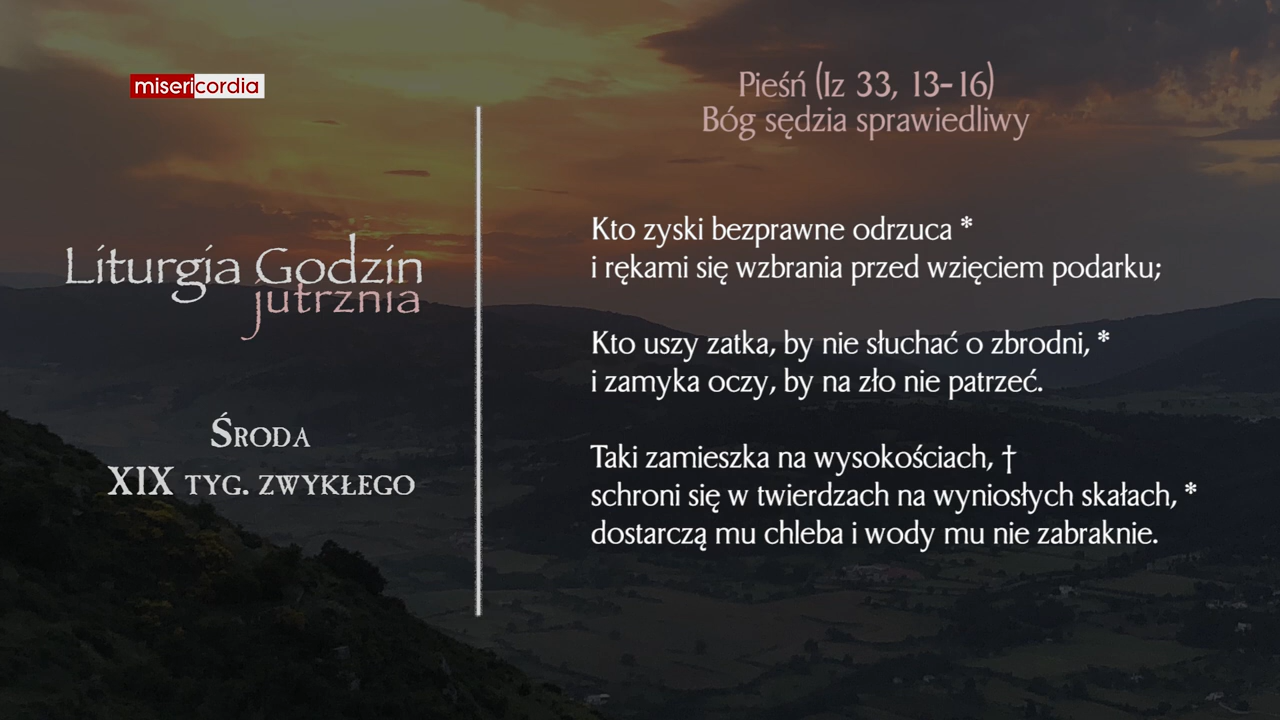 misericordia
Liturgia Godzin
jutrznia
Środa
XIX tyg. zwykłego
Pieśń (Iz 33, 13-16)
Bóg sędzia sprawiedliwy
Kto zyski bezprawne odrzuca *
i rękami się wzbrania przed wzięciem podarku;
Kto uszy zatka, by nie słuchać o zbrodni, *
i zamyka oczy, by na zło nie patrzeć.
Taki zamieszka na wysokościach, †
schroni się w twierdzach na wyniosłych skałach, *
dostarczą mu chleba i wody mu nie zabraknie.